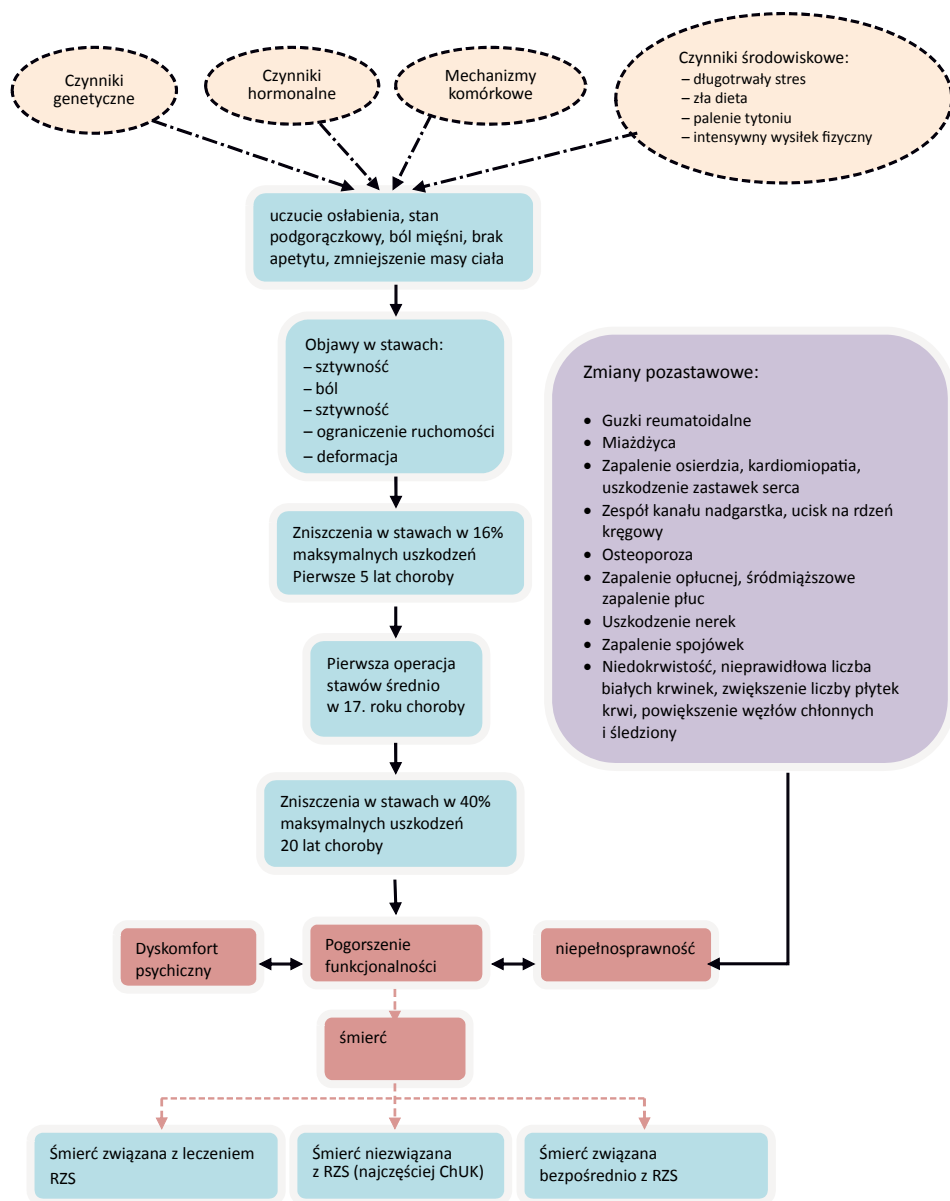 Czynniki
genetyczne
Czynniki
hormonalne
Mechanizmy
komórkowe
Czynniki środowiskowe:
– długotrwały stres
– zła dieta
– palenie tytoniu
– intensywny wysiłek fizyczny
uczucie osłabienia, stan
podgorączkowy, ból mięśni, brak
apetytu, zmniejszenie masy ciała
Objawy w stawach:
– sztywność
– ból
– sztywność
– ograniczenie ruchomości
– deformacja
Zniszczenia w stawach w 16%
maksymalnych uszkodzeń
Pierwsze 5 lat choroby
Pierwsza operacja
stawów średnio
w 17. roku choroby
Zniszczenia w stawach w 40%
maksymalnych uszkodzeń
20 lat choroby
Zmiany pozastawowe:
• Guzki reumatoidalne
• Miażdżyca
• Zapalenie osierdzia, kardiomiopatia,
uszkodzenie zastawek serca
• Zespół kanału nadgarstka, ucisk na rdzeń
kręgowy
• Osteoporoza
• Zapalenie opłucnej, śródmiąższowe
zapalenie płuc
• Uszkodzenie nerek
• Zapalenie spojówek
• Niedokrwistość, nieprawidłowa liczba
białych krwinek, zwiększenie liczby płytek
krwi, powiększenie węzłów chłonnych
i śledziony
Dyskomfort
psychiczny
Pogorszenie
funkcjonalności
niepełnosprawność
śmierć
Śmierć związana z leczeniem
RZS
Śmierć niezwiązana
z RZS (najczęściej ChUK)
Śmierć związana
bezpośrednio z RZS